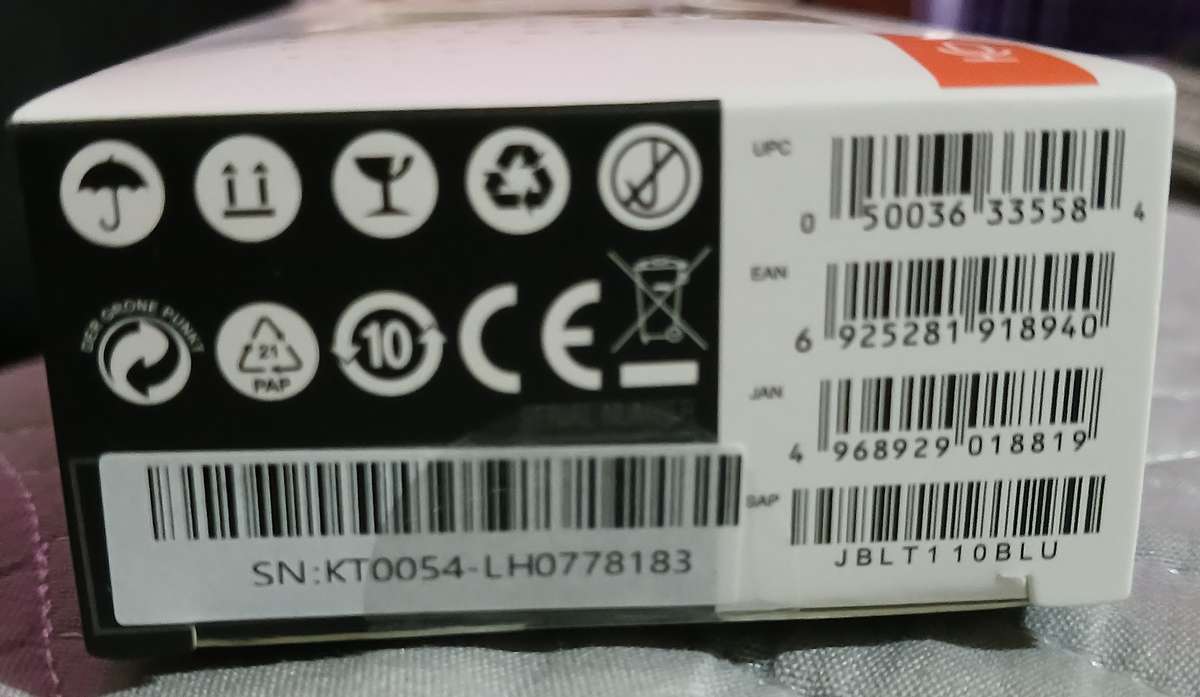 UPC
0 50036 33558 4
EAN
6 925281 918940
DER GRÜNE PUNKT
21
PAP
10
CE
JAN
4 968929 018819
SAP
JBLT110BLU
SN:KT0054-LH0778183